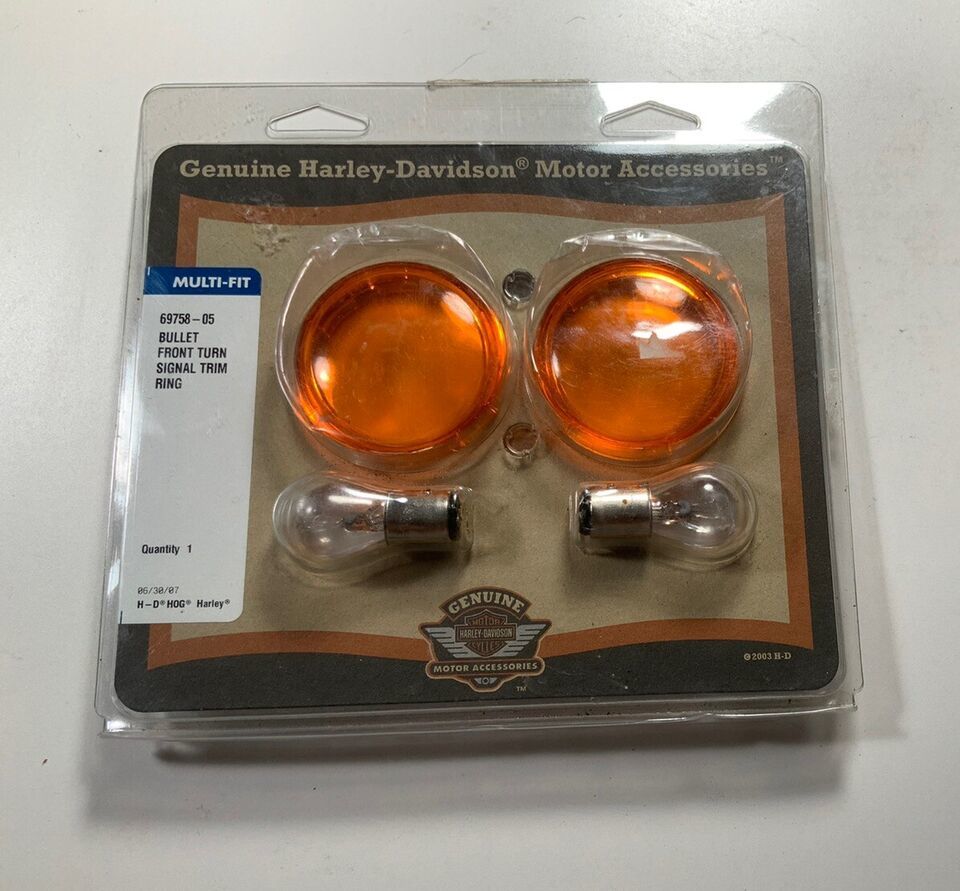 Genuine Harley-Davidson® Motor Accessories™
MULTI-FIT
69758-05
BULLET
FRONT TURN
SIGNAL TRIM
RING
Quantity 1
06/30/07
H-D® HOG® Harley®
GENUINE
MOTOR
HARLEY-DAVIDSON
CYCLES
MOTOR ACCESSORIES
™
©2003 H-D